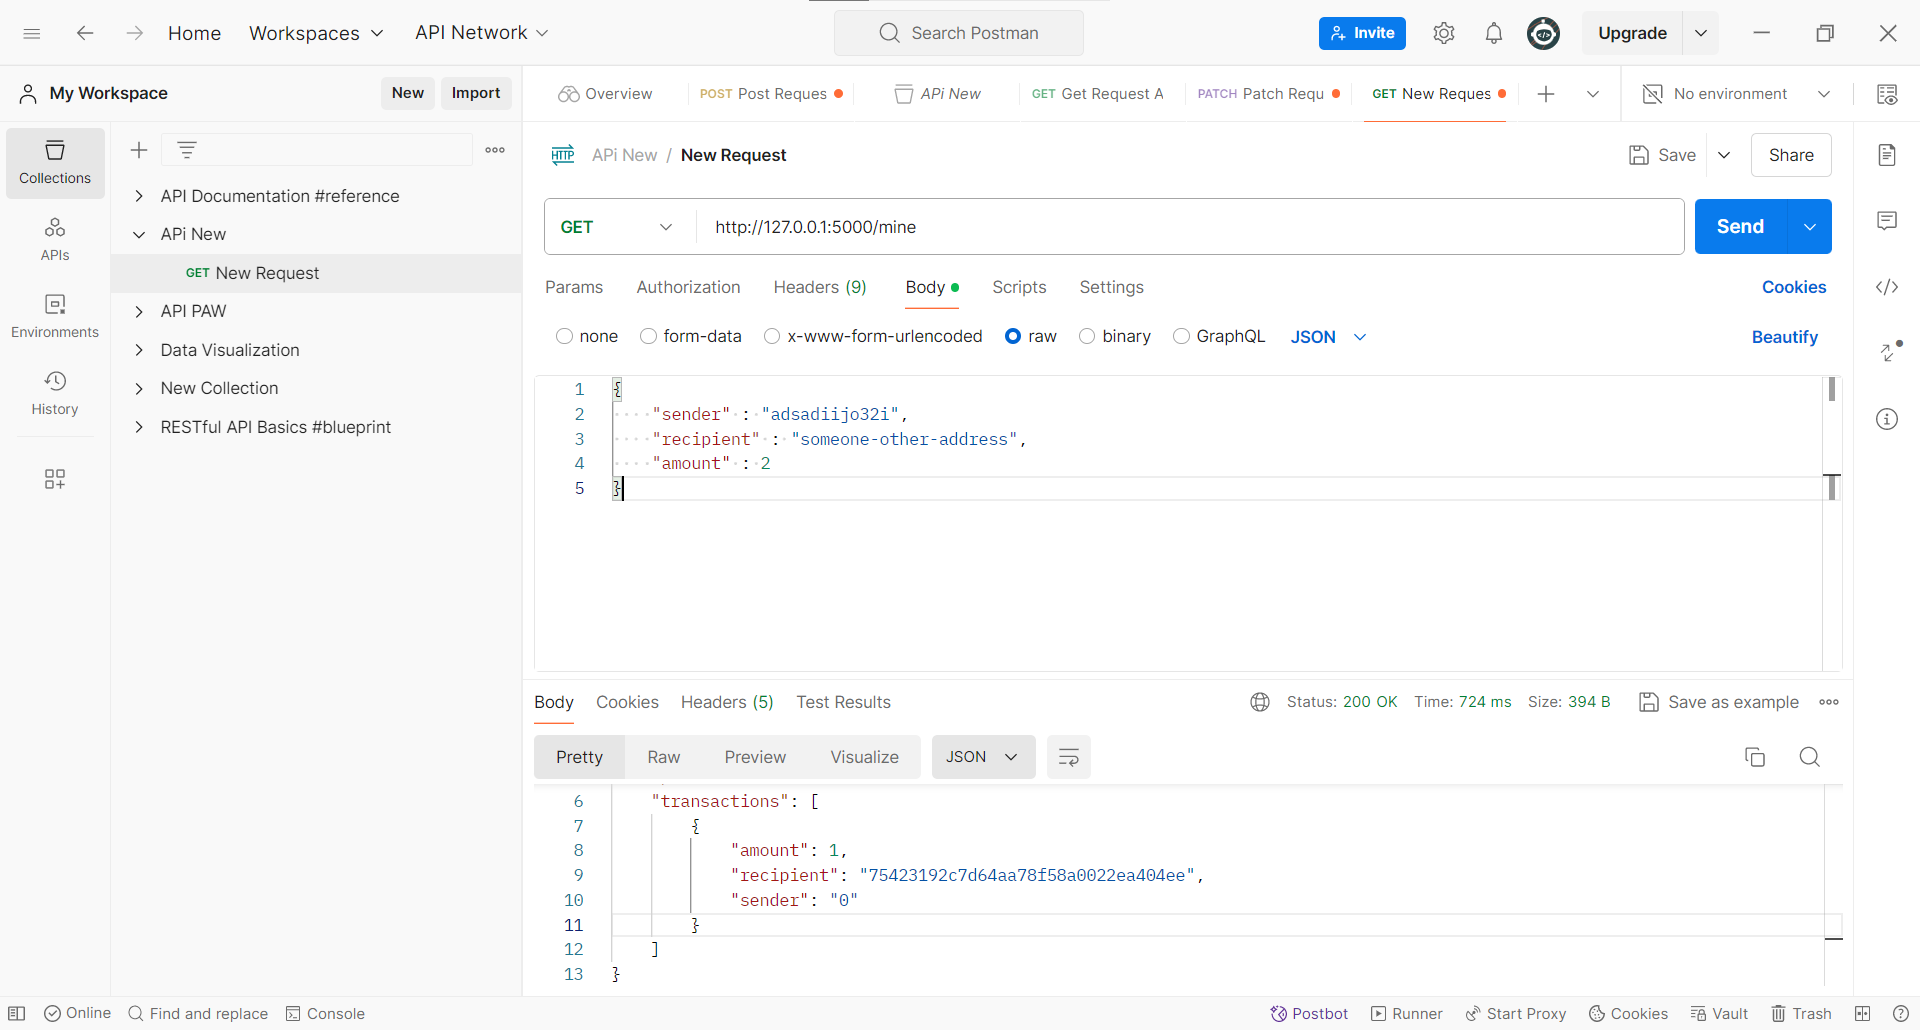 Home Workspaces API Network Search Postman Invite Upgrade
My Workspace New Import Overview POST Post Reques APi New GET Get Request A PATCH Patch Requ GET New Reques No environment
Collections
APIs
Environments
History
API Documentation #reference
APi New
GET New Request
API PAW
Data Visualization
New Collection
RESTful API Basics #blueprint
HTTP APi New / New Request Save Share
GET http://127.0.0.1:5000/mine Send
Params Authorization Headers (9) Body Scripts Settings Cookies
none form-data x-www-form-urlencoded raw binary GraphQL JSON Beautify
1 {
2 ····"sender"·:·"adsadiijo32i",
3 ····"recipient"·:·"someone-other-address",
4 ····"amount"·:·2
5 }
Body Cookies Headers (5) Test Results Status: 200 OK Time: 724 ms Size: 394 B Save as example
Pretty Raw Preview Visualize JSON
6 "transactions": [
7 {
8 "amount": 1,
9 "recipient": "75423192c7d64aa78f58a0022ea404ee",
10 "sender": "0"
11 }
12 ]
13 }
Online Find and replace Console Postbot Runner Start Proxy Cookies Vault Trash